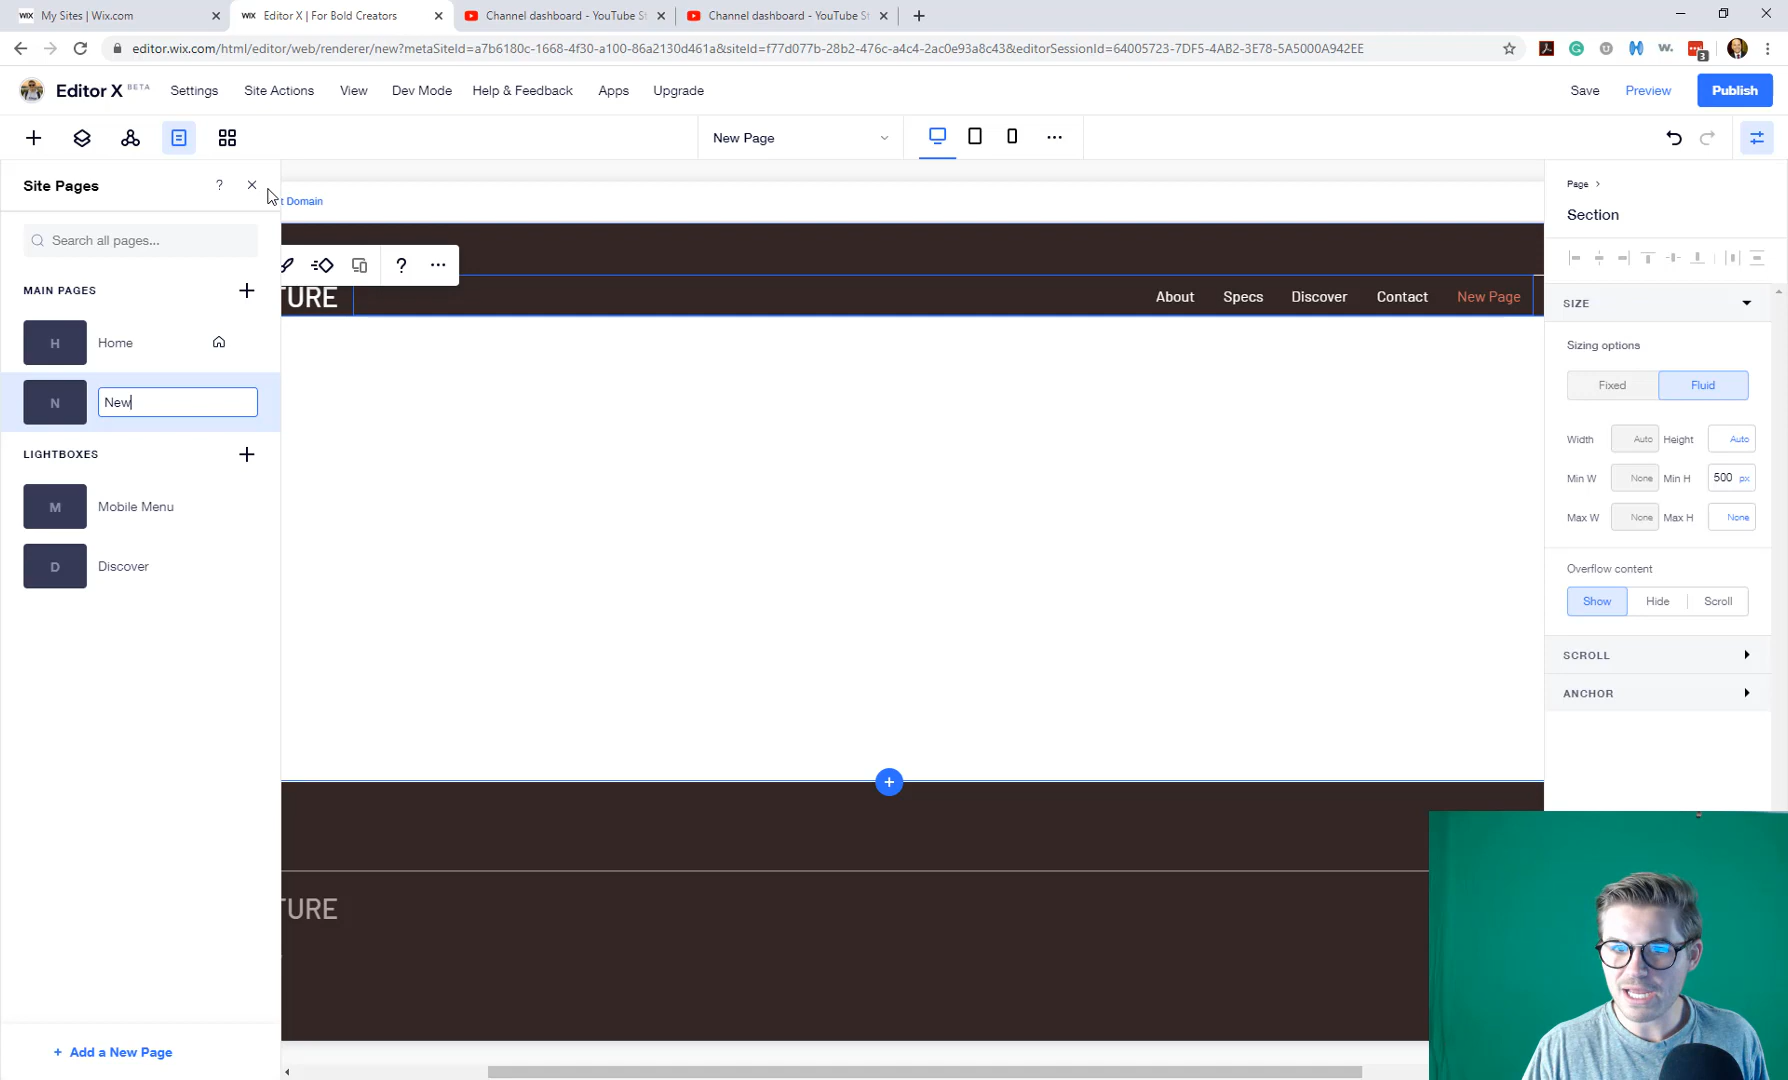 WIX My Sites | Wix.com
WIX Editor X | For Bold Creators
Channel dashboard - YouTube St
Channel dashboard - YouTube St
editor.wix.com/html/editor/web/renderer/new?metaSiteId=a7b6180c-1668-4f30-a100-86a2130d461a&siteId=f77d077b-28b2-476c-a4c4-2ac0e93a8c43&editorSessionId=64005723-7DF5-4AB2-3E78-5A5000A942EE
3
Editor X BETA Settings Site Actions View Dev Mode Help & Feedback Apps Upgrade Save Preview Publish
New Page
Site Pages ?
t Domain
Search all pages...
MAIN PAGES
H Home
N New
LIGHTBOXES
M Mobile Menu
D Discover
+ Add a New Page
?
TURE About Specs Discover Contact New Page
TURE
Page >
Section
SIZE
Sizing options
Fixed Fluid
Width Auto Height Auto
Min W None Min H 500 px
Max W None Max H None
Overflow content
Show Hide Scroll
SCROLL
ANCHOR